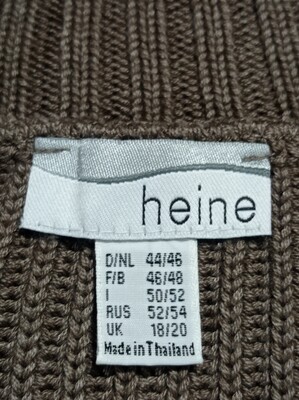 heine
D/NL 44/46
F/B 46/48
I 50/52
RUS 52/54
UK 18/20
Made in Thailand